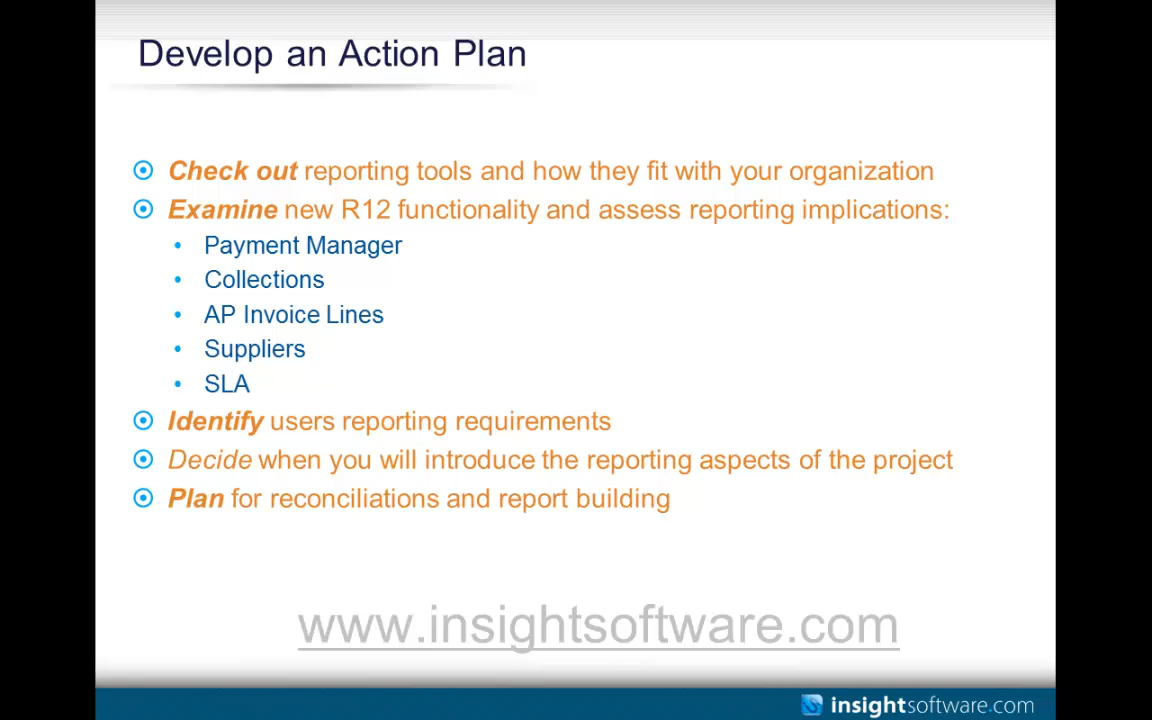 Develop an Action Plan
Check out reporting tools and how they fit with your organization
Examine new R12 functionality and assess reporting implications:
• Payment Manager
• Collections
• AP Invoice Lines
• Suppliers
• SLA
Identify users reporting requirements
Decide when you will introduce the reporting aspects of the project
Plan for reconciliations and report building
www.insightsoftware.com
insightsoftware.com